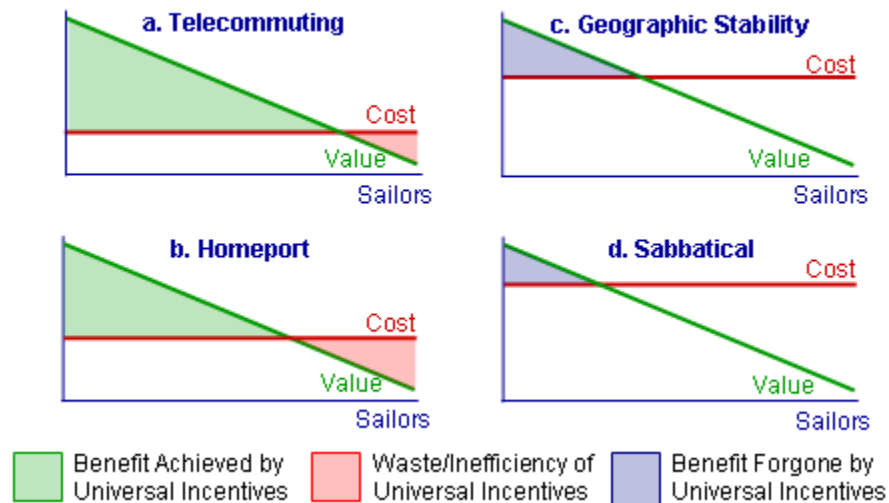 a. Telecommuting
Cost
Value
Sailors
c. Geographic Stability
Cost
Value
Sailors
b. Homeport
Cost
Value
Sailors
d. Sabbatical
Cost
Value
Sailors
Benefit Achieved by
Universal Incentives
Waste/Inefficiency of
Universal Incentives
Benefit Forgone by
Universal Incentives